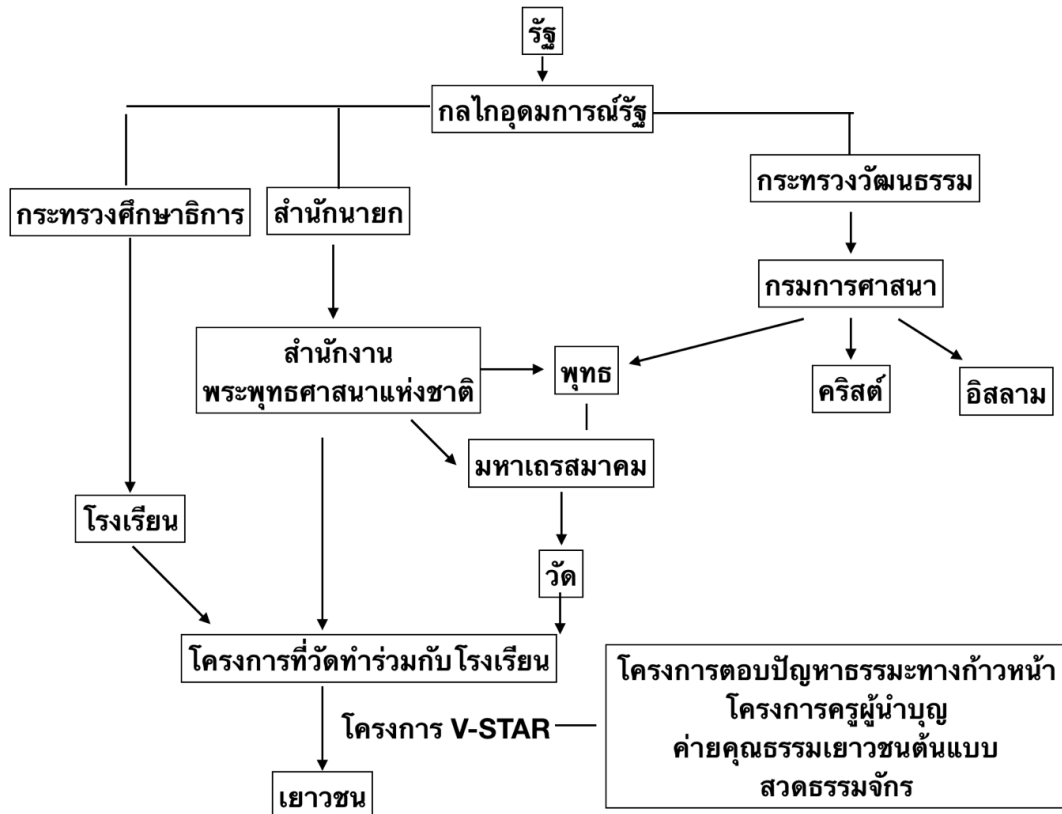 รัฐ
กลไกอุดมการณ์รัฐ
กระทรวงวัฒนธรรม
กระทรวงศึกษาธิการ
สำนักนายก
กรมการศาสนา
สำนักงาน
พระพุทธศาสนาแห่งชาติ
พุทธ
คริสต์
อิสลาม
มหาเถรสมาคม
โรงเรียน
วัด
โครงการที่วัดทำร่วมกับโรงเรียน
โครงการตอบปัญหาธรรมะทางก้าวหน้า
โครงการครูผู้นำบุญ
ค่ายคุณธรรมเยาวชนต้นแบบ
สวดธรรมจักร
โครงการ V-STAR
เยาวชน